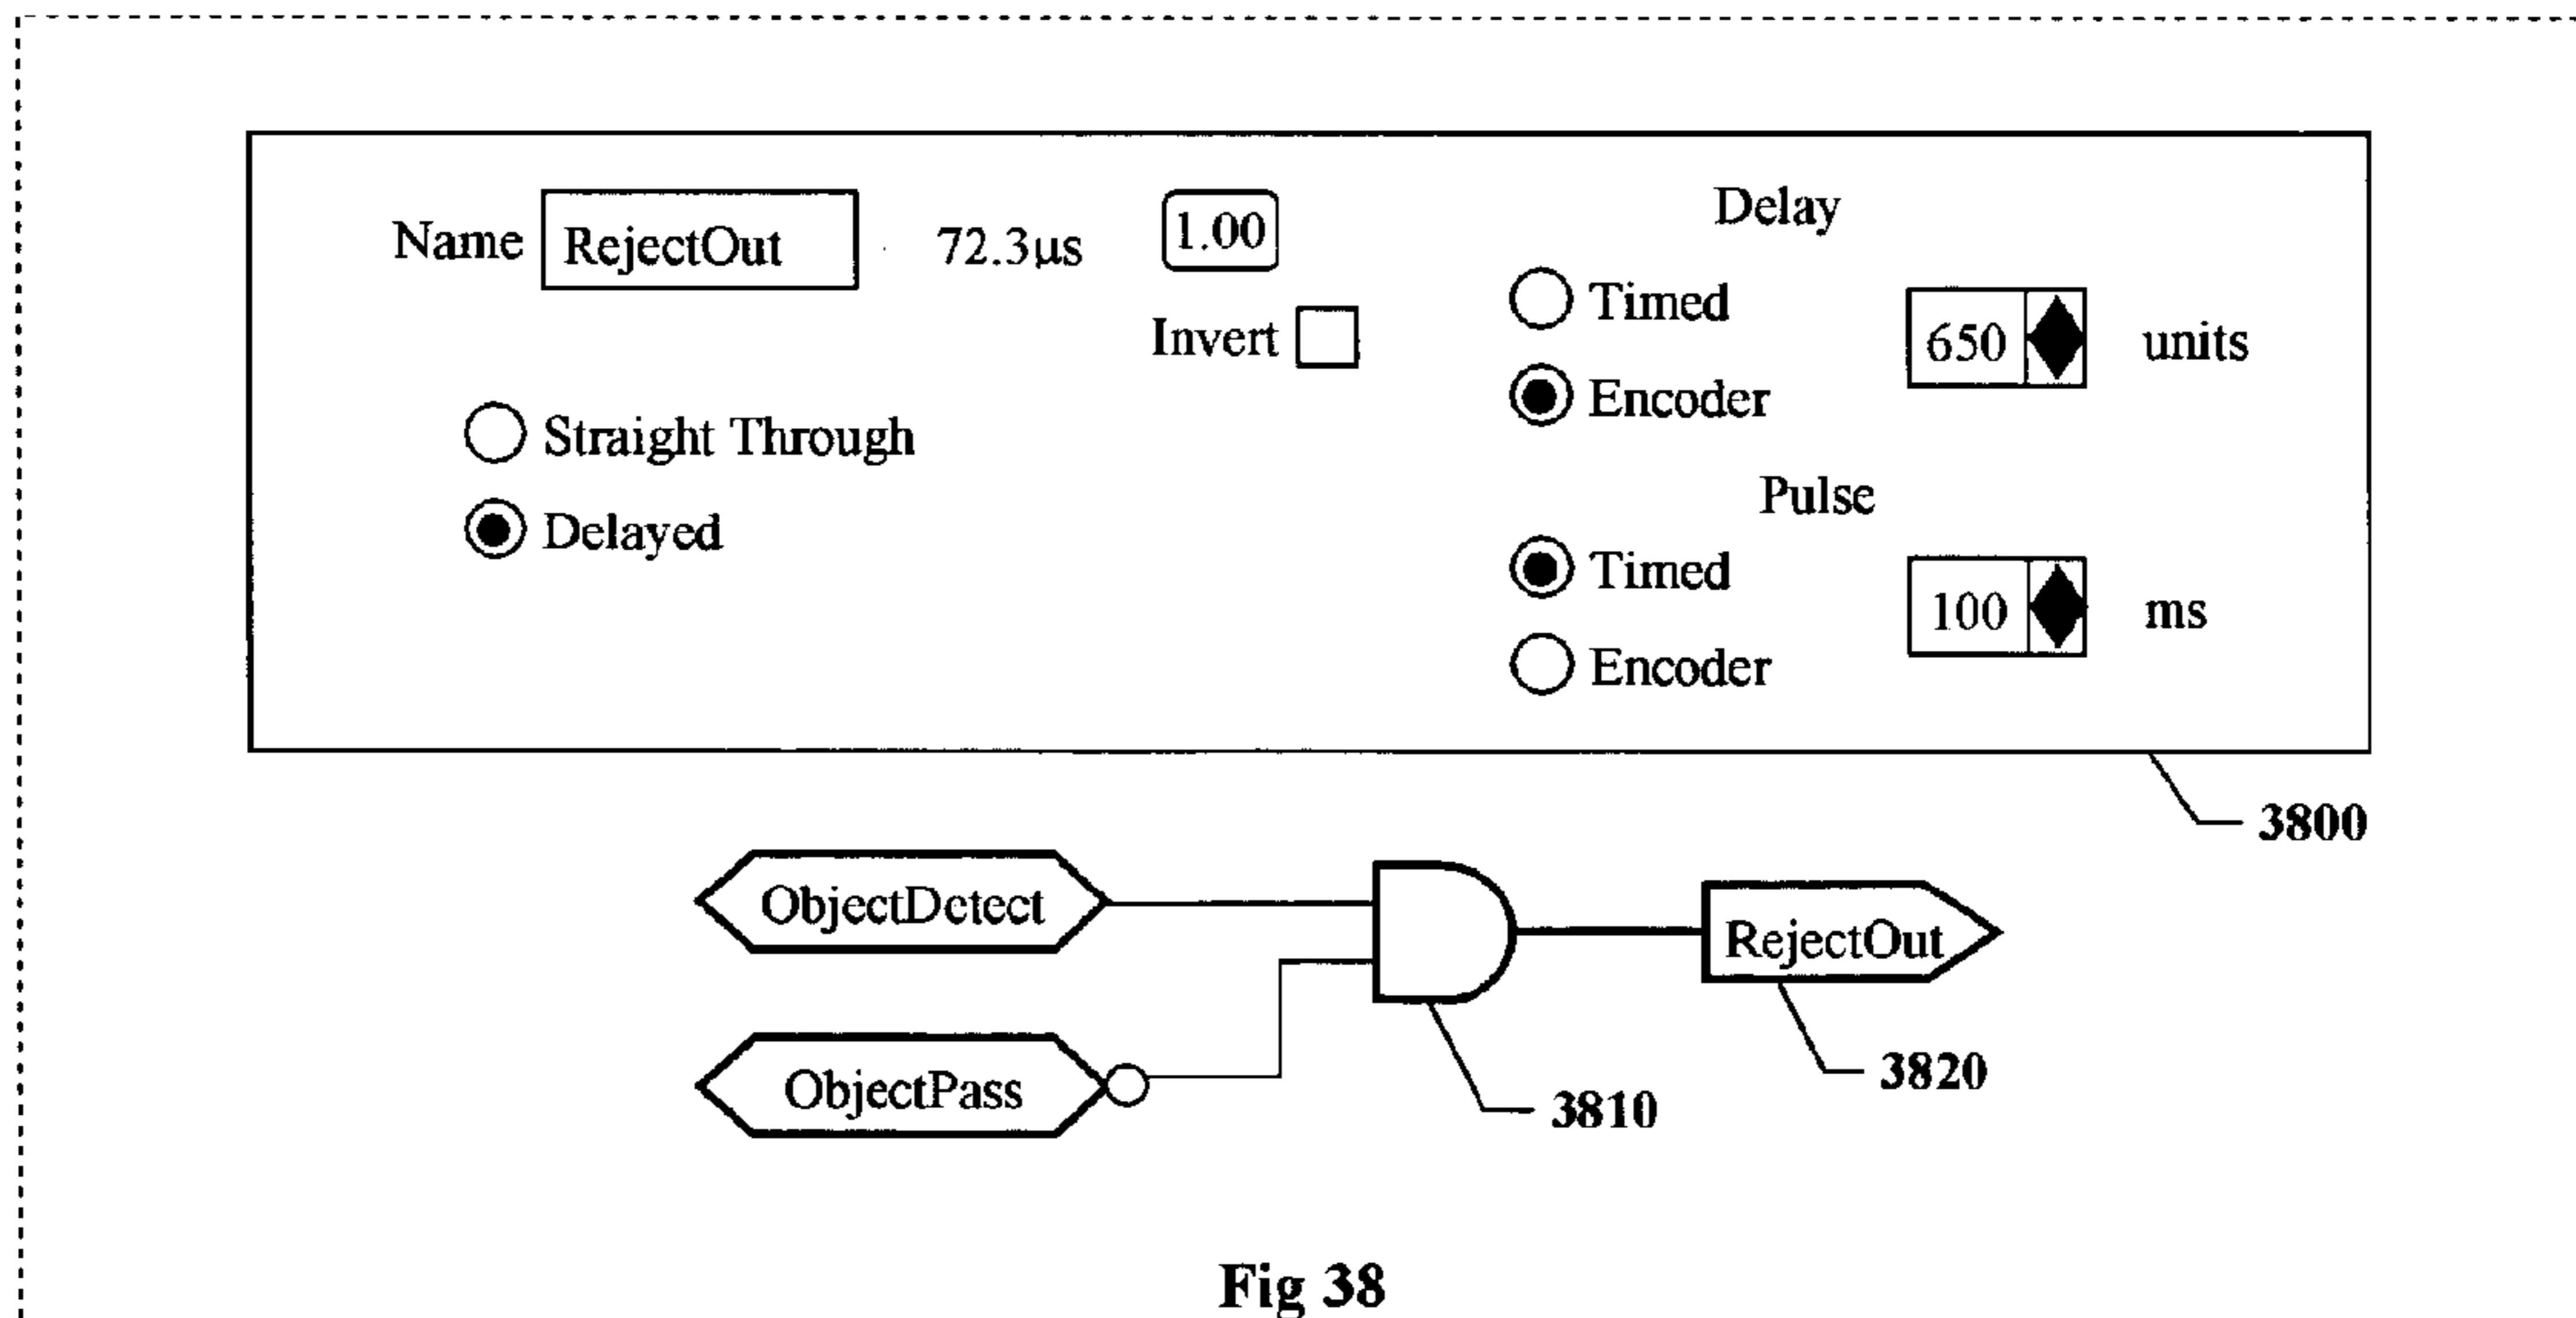 Name RejectOut 72.3μs 1.00
Invert
Straight Through
Delayed
Delay
Timed
Encoder
650 units
Pulse
Timed
Encoder
100 ms
3800
ObjectDetect
ObjectPass
RejectOut
3820
3810
Fig 38